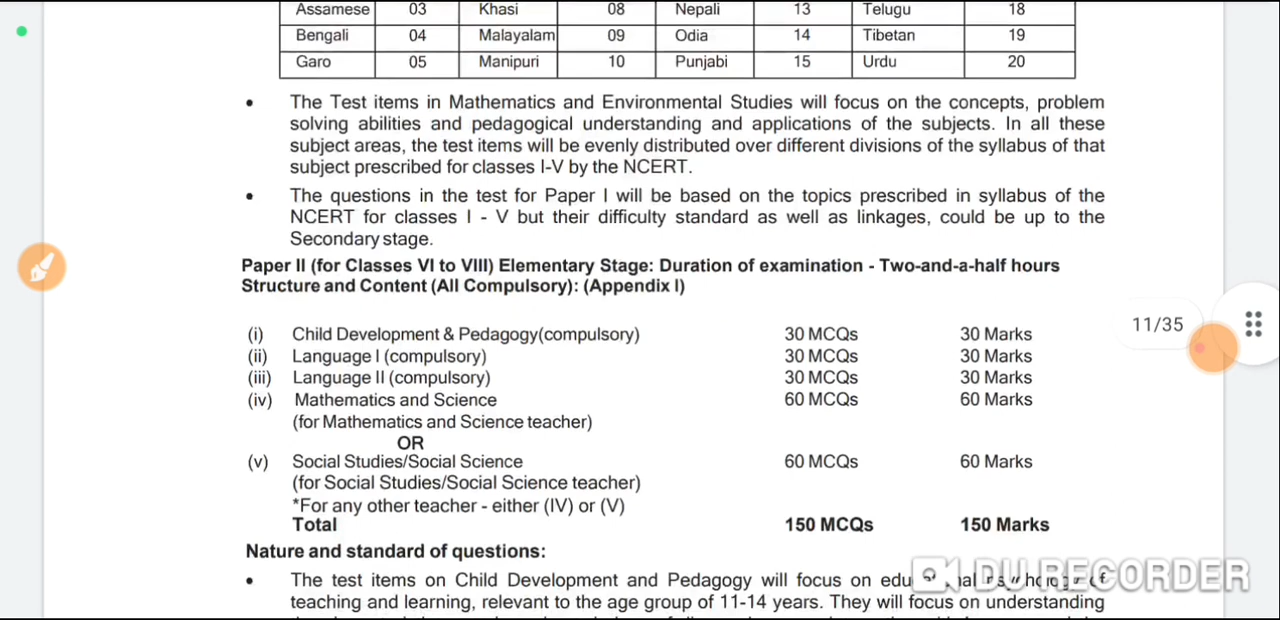 Assamese 03 Khasi 08 Nepali 13 Telugu 18
Bengali 04 Malayalam 09 Odia 14 Tibetan 19
Garo 05 Manipuri 10 Punjabi 15 Urdu 20
• The Test items in Mathematics and Environmental Studies will focus on the concepts, problem
solving abilities and pedagogical understanding and applications of the subjects. In all these
subject areas, the test items will be evenly distributed over different divisions of the syllabus of that
subject prescribed for classes I-V by the NCERT.
• The questions in the test for Paper I will be based on the topics prescribed in syllabus of the
NCERT for classes I - V but their difficulty standard as well as linkages, could be up to the
Secondary stage.
Paper II (for Classes VI to VIII) Elementary Stage: Duration of examination - Two-and-a-half hours
Structure and Content (All Compulsory): (Appendix I)
11/35
(i) Child Development & Pedagogy(compulsory) 30 MCQs 30 Marks
(ii) Language I (compulsory) 30 MCQs 30 Marks
(iii) Language II (compulsory) 30 MCQs 30 Marks
(iv) Mathematics and Science 60 MCQs 60 Marks
(for Mathematics and Science teacher)
OR
(v) Social Studies/Social Science 60 MCQs 60 Marks
(for Social Studies/Social Science teacher)
*For any other teacher - either (IV) or (V)
Total 150 MCQs 150 Marks
Nature and standard of questions:
• The test items on Child Development and Pedagogy will focus on psychology of
DU RECORDER
teaching and learning, relevant to the age group of 11-14 years. They will focus on understanding